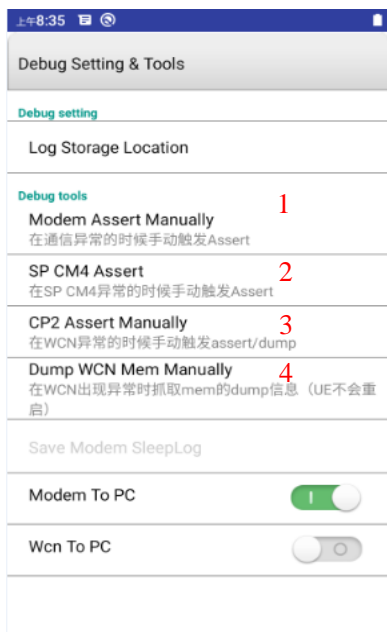 上午8:35
Debug Setting & Tools
Debug setting
Log Storage Location
Debug tools
1
Modem Assert Manually
在通信异常的时候手动触发Assert
SP CM4 Assert
2
在SP CM4异常的时候手动触发Assert
CP2 Assert Manually
3
在WCN异常的时候手动触发assert/dump
Dump WCN Mem Manually
4
在WCN出现异常时抓取mem的dump信息（UE不会重
启）
Save Modem SleepLog
Modem To PC
Wcn To PC